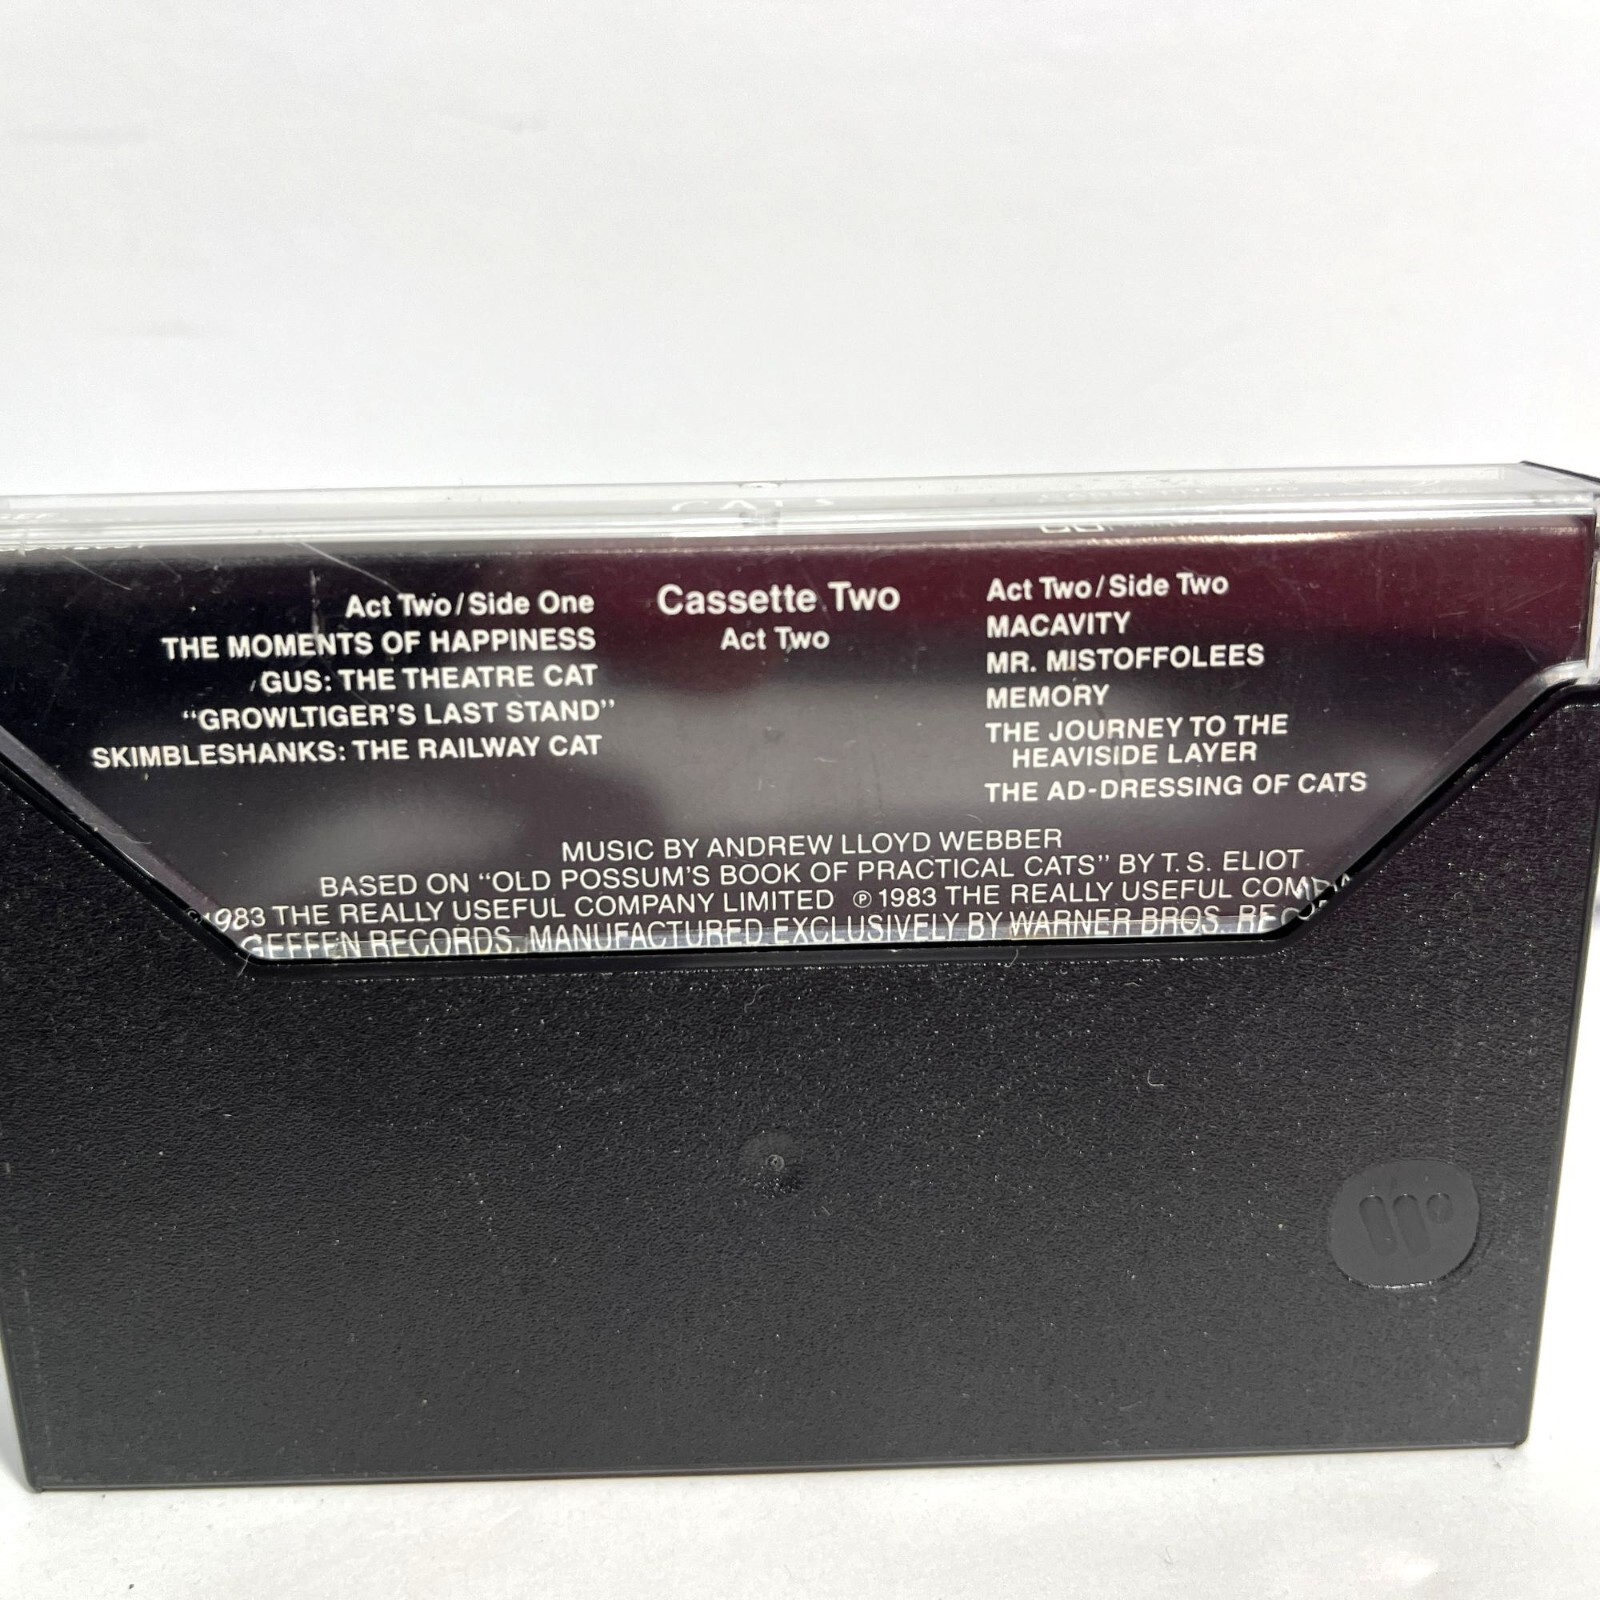 CATS
Act Two/Side One
THE MOMENTS OF HAPPINESS
GUS: THE THEATRE CAT
"GROWLTIGER'S LAST STAND"
SKIMBLESHANKS: THE RAILWAY CAT
Cassette Two
Act Two
Act Two/Side Two
MACAVITY
MR. MISTOFFOLEES
MEMORY
THE JOURNEY TO THE
HEAVISIDE LAYER
THE AD-DRESSING OF CATS
MUSIC BY ANDREW LLOYD WEBBER
BASED ON "OLD POSSUM'S BOOK OF PRACTICAL CATS" BY T.S. ELIOT
©1983 THE REALLY USEFUL COMPANY LIMITED ℗ 1983 THE REALLY USEFUL
GEFFEN RECORDS. MANUFACTURED EXCLUSIVELY BY WARNER BROS.